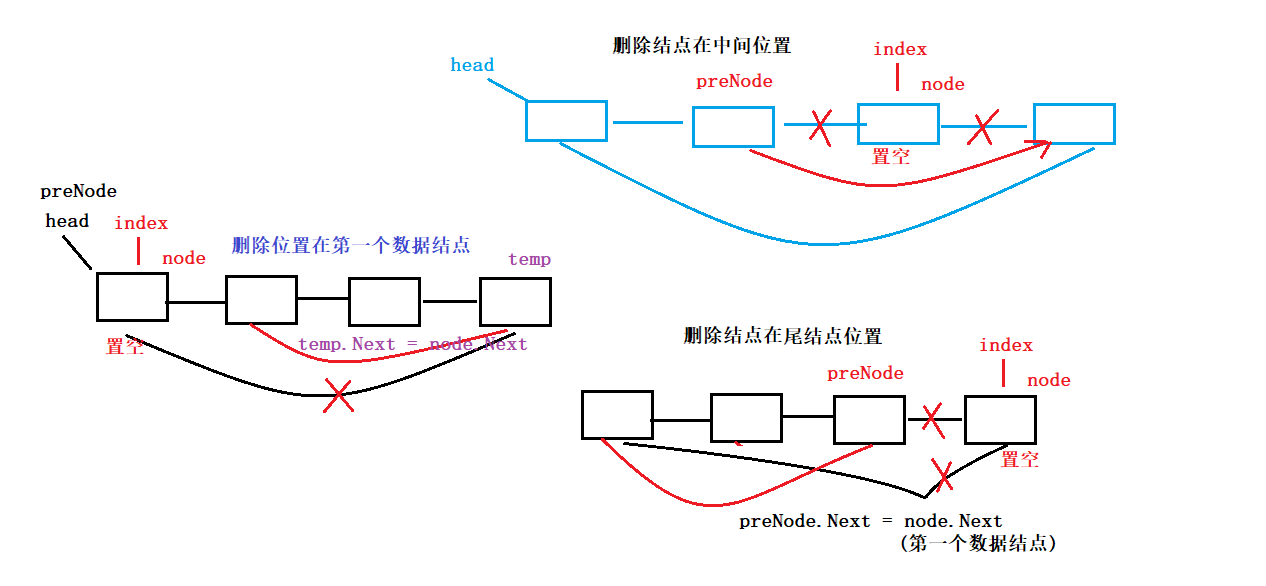 删除结点在中间位置
index
head
preNode
node
置空
preNode
head
index
删除位置在第一个数据结点
node
temp
置空
temp.Next = node.Next
删除结点在尾结点位置
index
preNode
node
置空
preNode.Next = node.Next
(第一个数据结点)